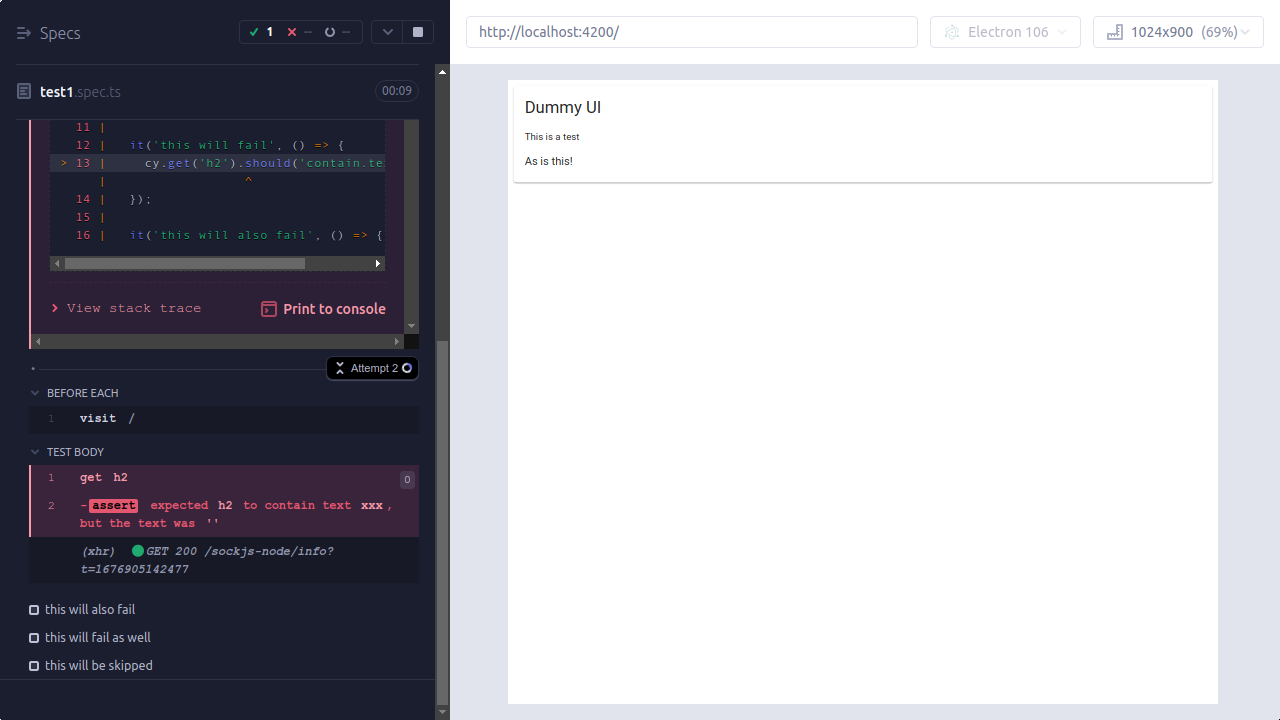 Specs
1 -- --
http://localhost:4200/
Electron 106
1024x900 (69%)
test1.spec.ts
00:09
11 |
12 | it('this will fail', () => {
> 13 | cy.get('h2').should('contain.te
| ^
14 | });
15 |
16 | it('this will also fail', () => {
View stack trace
Print to console
Attempt 2
BEFORE EACH
1 visit /
TEST BODY
1 get h2 0
2 -assert expected h2 to contain text xxx,
but the text was ''
(xhr) GET 200 /sockjs-node/info?
t=1676905142477
this will also fail
this will fail as well
this will be skipped
Dummy UI
This is a test
As is this!